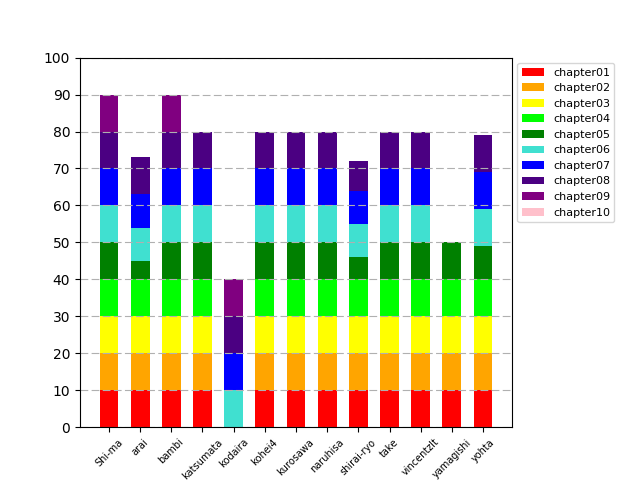 100
90
80
70
60
50
40
30
20
10
0
Shi-ma
arai
bambi
katsumata
kodaira
kohei4
kurosawa
naruhisa
shirai-ryo
take
vincentzlt
yamagishi
yohta
chapter01
chapter02
chapter03
chapter04
chapter05
chapter06
chapter07
chapter08
chapter09
chapter10